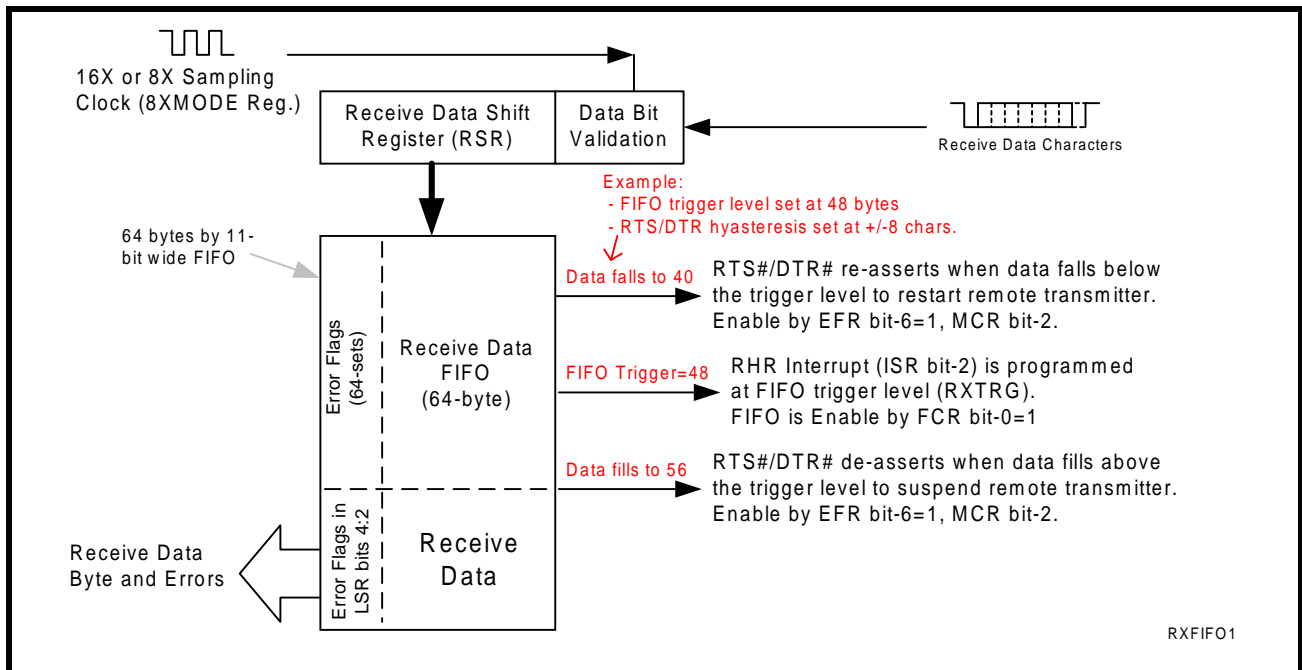 16X or 8X Sampling
Clock (8XMODE Reg.)
Receive Data Shift
Register (RSR)
Data Bit
Validation
Receive Data Characters
Example:
- FIFO trigger level set at 48 bytes
- RTS/DTR hyasteresis set at +/-8 chars.
64 bytes by 11-
bit wide FIFO
Error Flags
(64-sets)
Receive Data
FIFO
(64-byte)
Data falls to 40
RTS#/DTR# re-asserts when data falls below
the trigger level to restart remote transmitter.
Enable by EFR bit-6=1, MCR bit-2.
FIFO Trigger=48
RHR Interrupt (ISR bit-2) is programmed
at FIFO trigger level (RXTRG).
FIFO is Enable by FCR bit-0=1
Data fills to 56
RTS#/DTR# de-asserts when data fills above
the trigger level to suspend remote transmitter.
Enable by EFR bit-6=1, MCR bit-2.
Error Flags in
LSR bits 4:2
Receive
Data
Receive Data
Byte and Errors
RXFIFO1